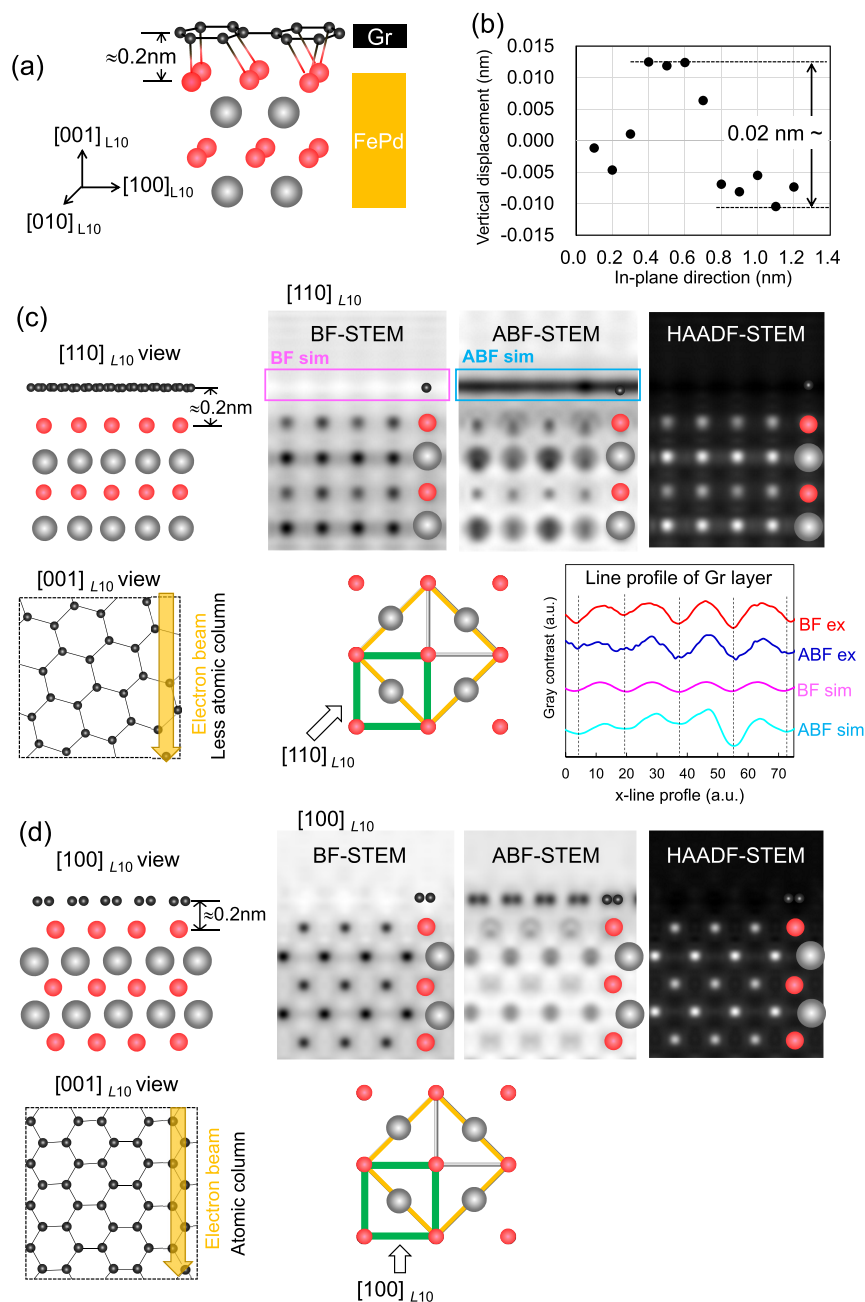 (a)
≈0.2nm
Gr
FePd
[001] L10
[100]L10
[010] L10
(b)
Vertical displacement (nm)
0.015
0.010
0.005
0.000
-0.005
-0.010
-0.015
0.02 nm ~
0.0 0.2 0.4 0.6 0.8 1.0 1.2 1.4
In-plane direction (nm)
(c)
[110] L10 view
≈0.2nm
[110] L10
BF-STEM
BF sim
ABF-STEM
ABF sim
HAADF-STEM
[001] L10 view
Electron beam
Less atomic column
[110] L10
Line profile of Gr layer
Gray contrast (a.u.)
BF ex
ABF ex
BF sim
ABF sim
0 10 20 30 40 50 60 70
x-line profle (a.u.)
(d)
[100] L10 view
≈0.2nm
[100] L10
BF-STEM
ABF-STEM
HAADF-STEM
[001] L10 view
Electron beam
Atomic column
[100] L10